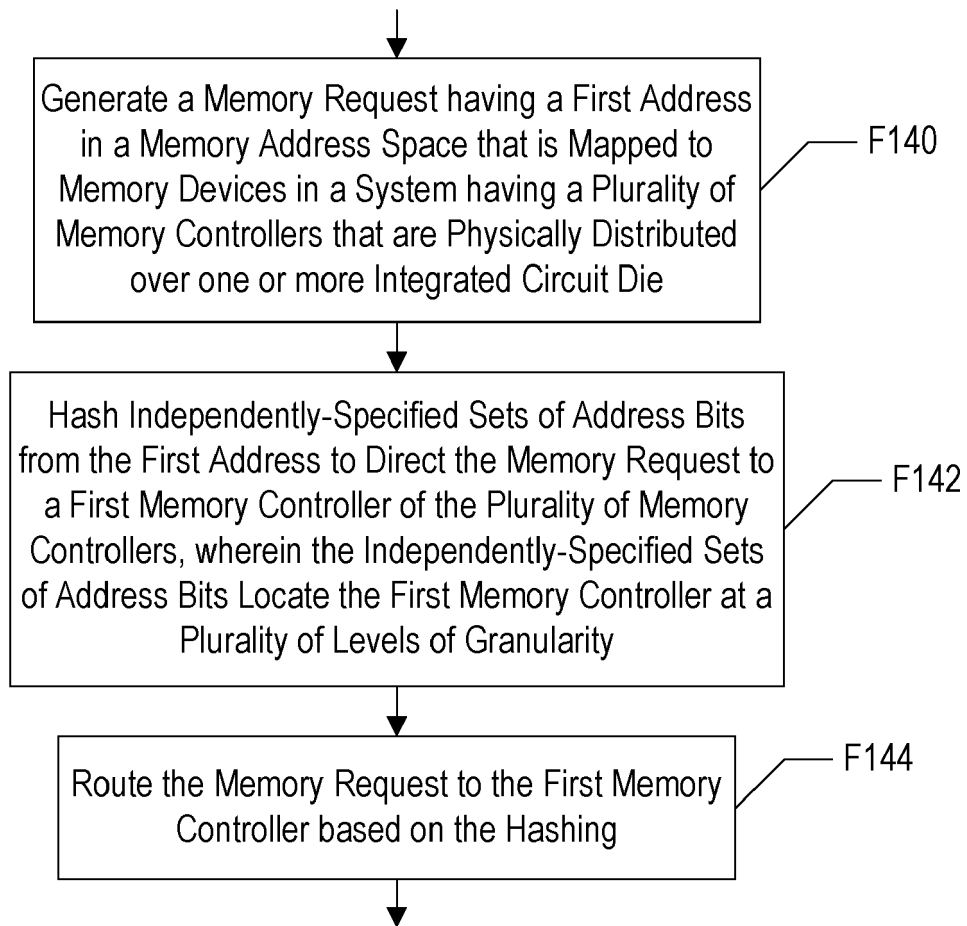 Generate a Memory Request having a First Address
in a Memory Address Space that is Mapped to
Memory Devices in a System having a Plurality of
Memory Controllers that are Physically Distributed
over one or more Integrated Circuit Die
F140
Hash Independently-Specified Sets of Address Bits
from the First Address to Direct the Memory Request to
a First Memory Controller of the Plurality of Memory
Controllers, wherein the Independently-Specified Sets
of Address Bits Locate the First Memory Controller at a
Plurality of Levels of Granularity
F142
Route the Memory Request to the First Memory
Controller based on the Hashing
F144